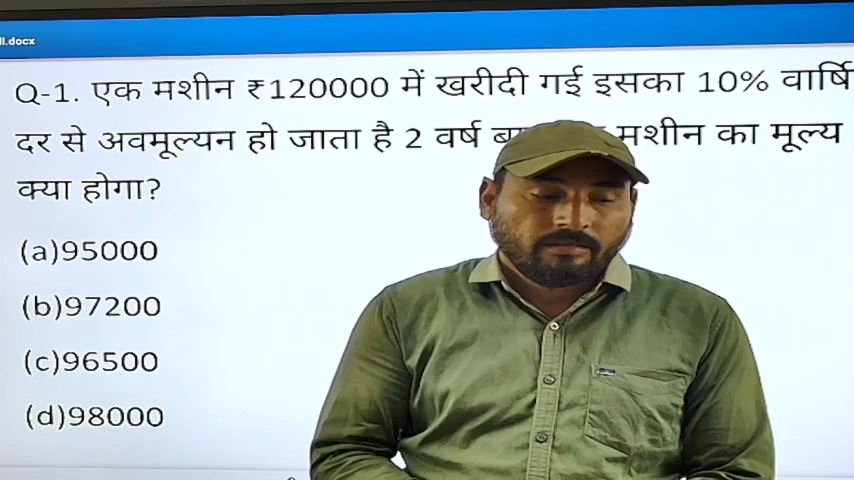 ll.docx
Q-1. एक मशीन ₹120000 में खरीदी गई इसका 10%
दर से अवमूल्यन हो जाता है 2 वर्ष मशीन का मूल्य
क्या होगा?
(a)95000
(b)97200
(c)96500
(d)98000